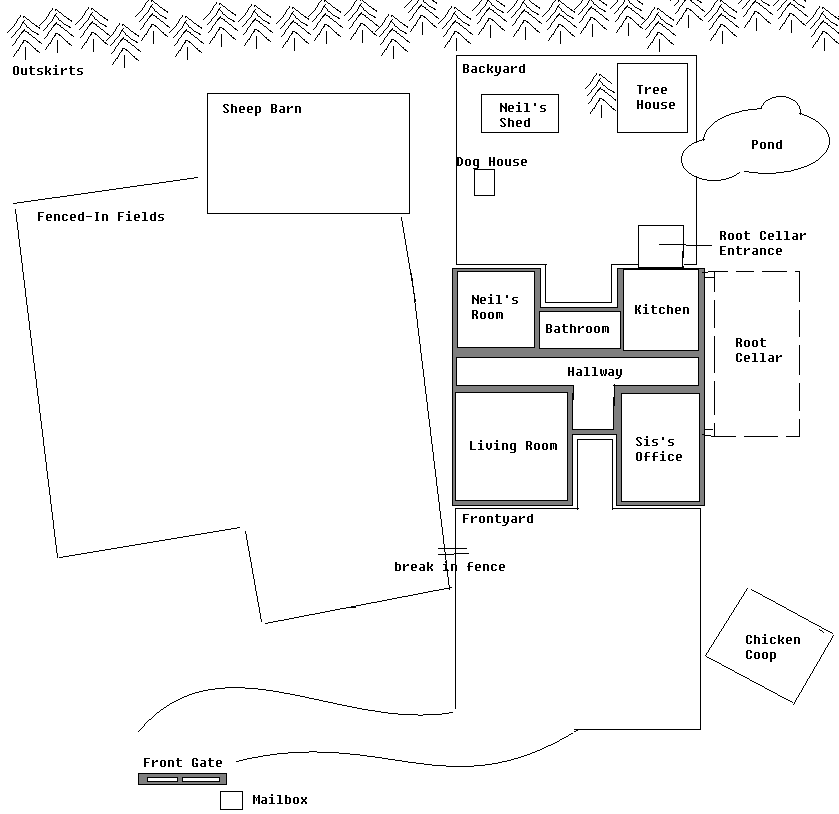 Outskirts
Backyard
Sheep Barn
Neil's
Shed
Tree
House
Pond
Dog House
Fenced-In Fields
Root Cellar
Entrance
Neil's
Room
Bathroom
Kitchen
Root
Cellar
Hallway
Living Room
Sis's
Office
Frontyard
break in fence
Chicken
Coop
Front Gate
Mailbox